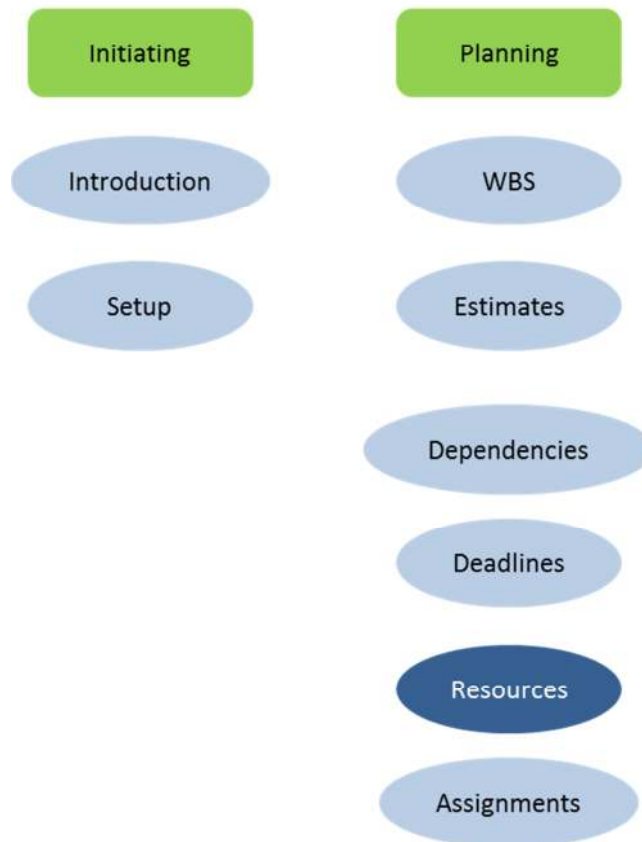 Initiating
Introduction
Setup
Planning
WBS
Estimates
Dependencies
Deadlines
Resources
Assignments